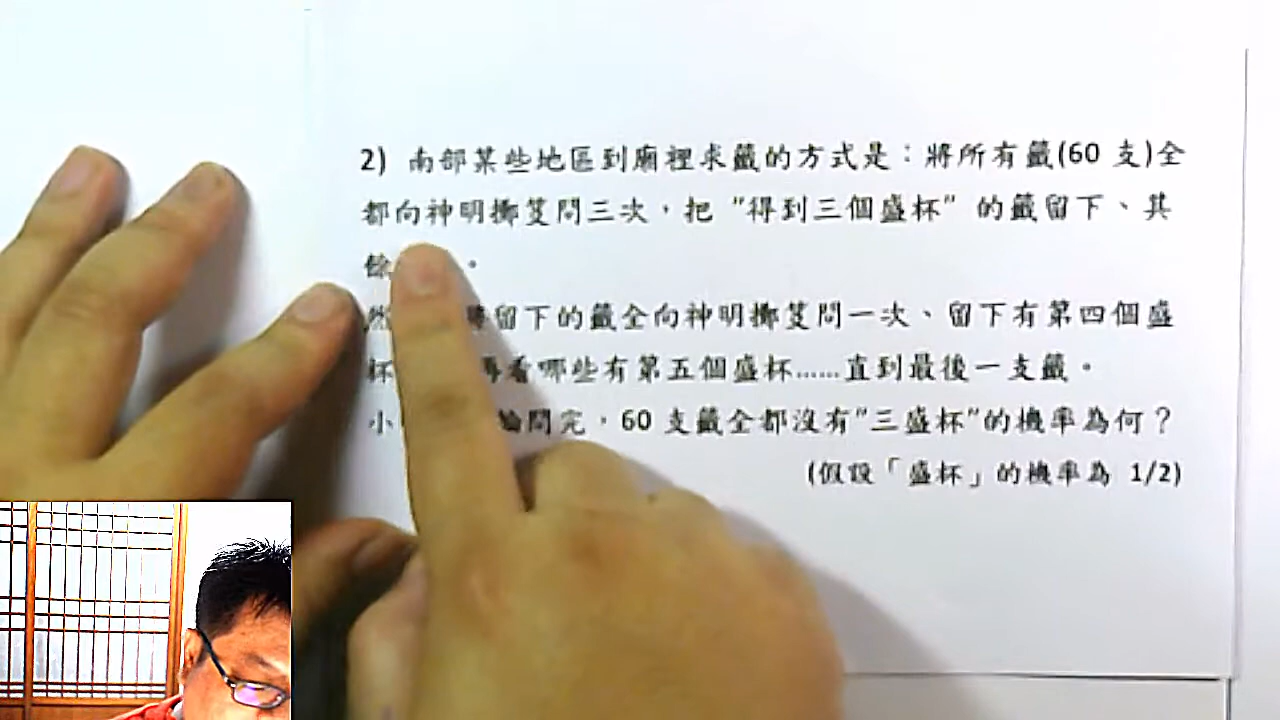 2) 南部某些地區到廟裡求籤的方式是：將所有籤(60 支)全
都向神明擲筊問三次，把 "得到三個盛杯" 的籤留下、其
餘 。
然 留下的籤全向神明擲筊問一次、留下有第四個盛
杯 再看哪些有第五個盛杯……直到最後一支籤。
小 輪問完，60 支籤全都沒有"三盛杯"的機率為何？
(假設「盛杯」的機率為 1/2)